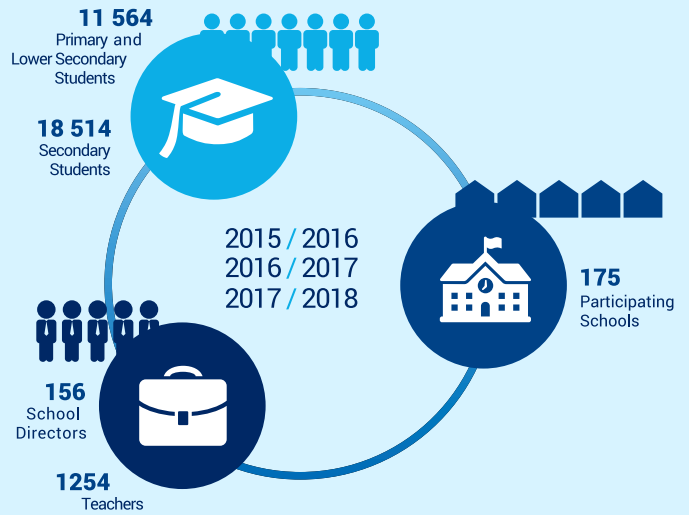 11 564
Primary and
Lower Secondary
Students
18 514
Secondary
Students
2015 / 2016
2016 / 2017
2017 / 2018
175
Participating
Schools
156
School
Directors
1254
Teachers